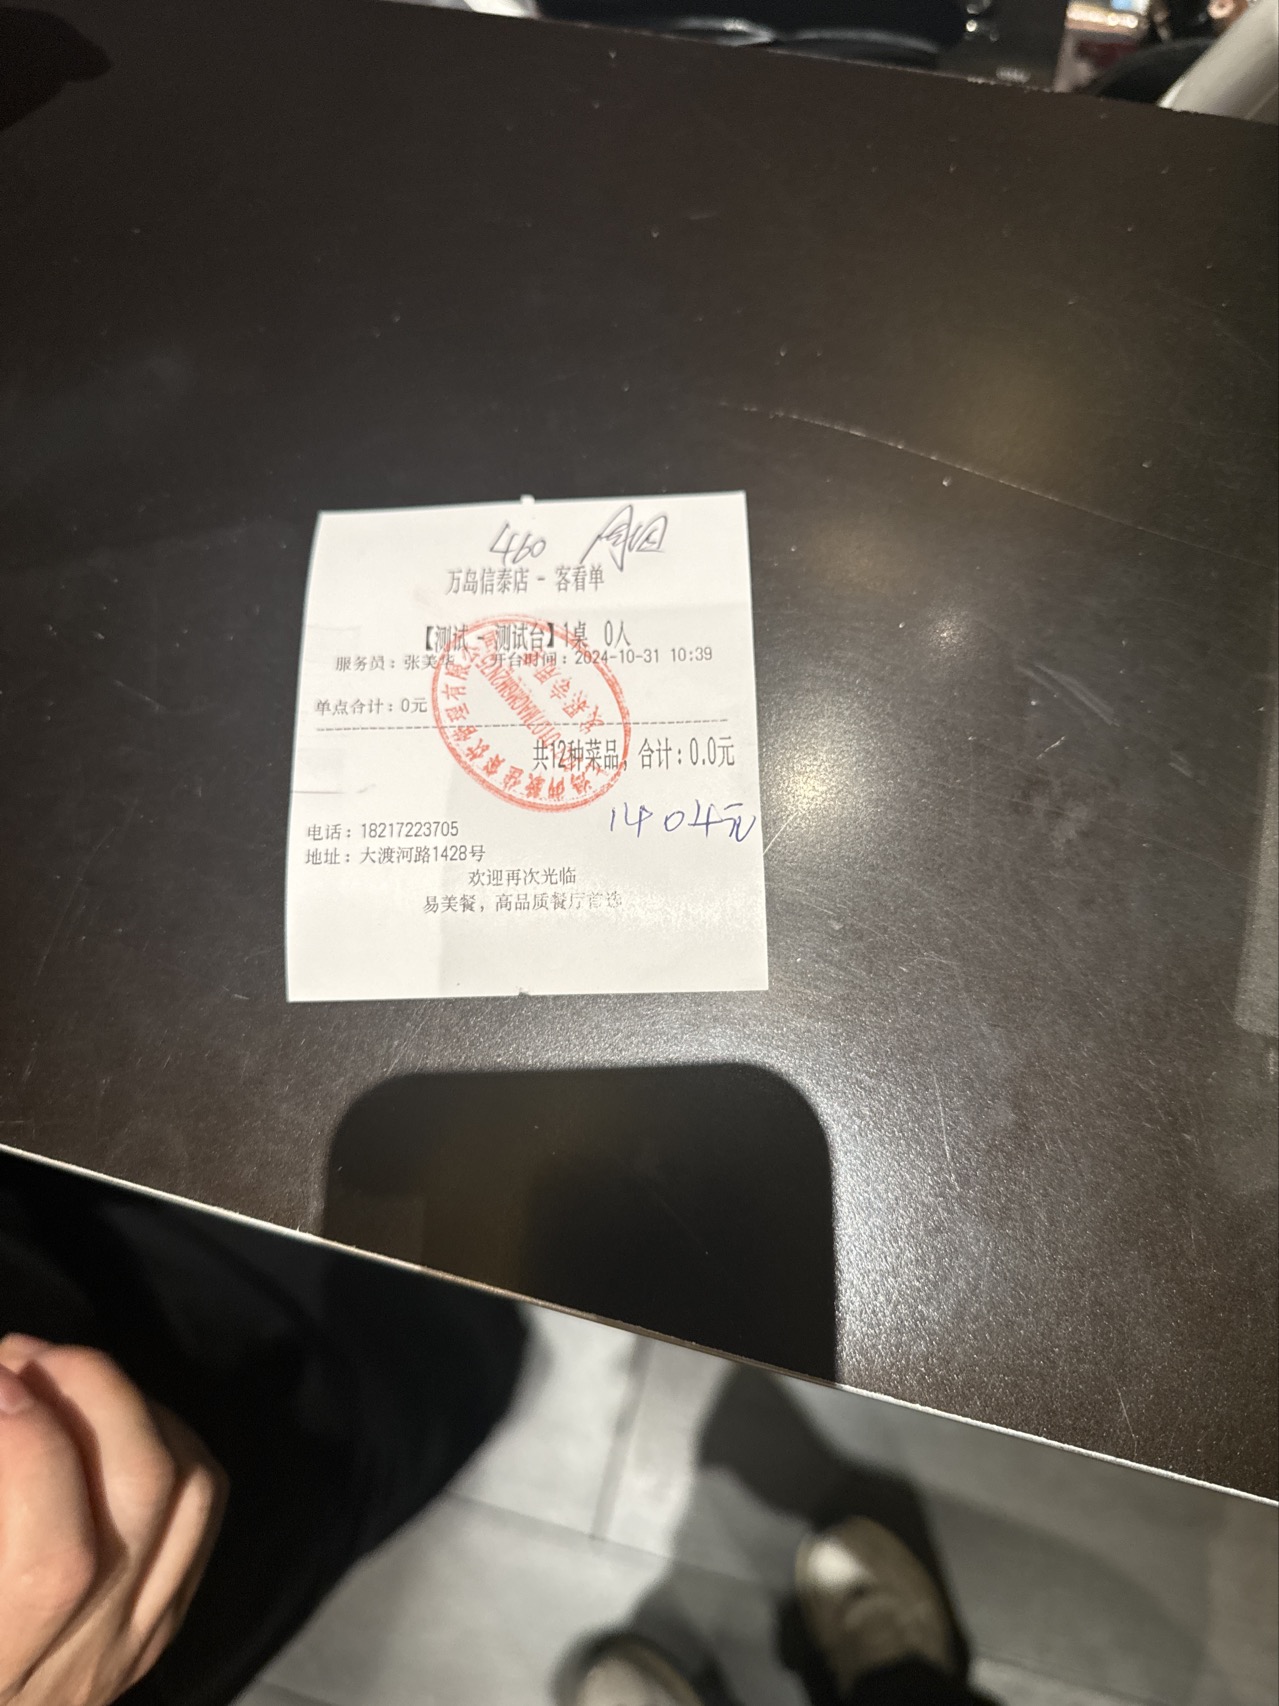 460
万岛信泰店 - 客看单
【测试 - 测试台】1桌 0人
服务员：张美华 开台时间：2024-10-31 10:39
单点合计：0元
共12种菜品，合计：0.0元
1404元
电话：18217223705
地址：大渡河路1428号
欢迎再次光临
易美餐，高品质餐厅首选